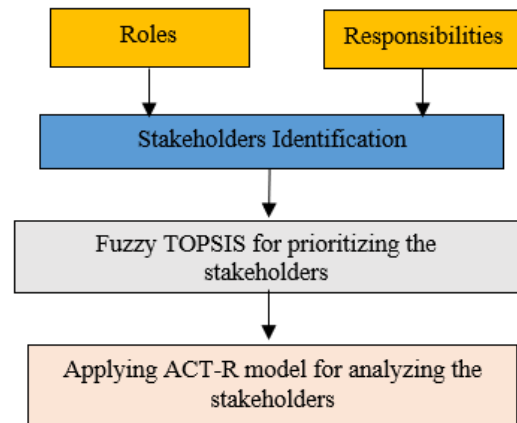 Roles
Responsibilities
Stakeholders Identification
Fuzzy TOPSIS for prioritizing the
stakeholders
Applying ACT-R model for analyzing the
stakeholders